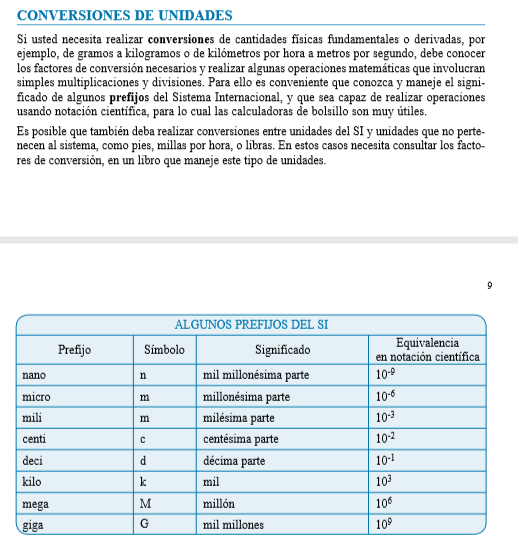 CONVERSIONES DE UNIDADES
Si usted necesita realizar conversiones de cantidades físicas fundamentales o derivadas, por
ejemplo, de gramos a kilogramos o de kilómetros por hora a metros por segundo, debe conocer
los factores de conversión necesarios y realizar algunas operaciones matemáticas que involucran
simples multiplicaciones y divisiones. Para ello es conveniente que conozca y maneje el signi-
ficado de algunos prefijos del Sistema Internacional, y que sea capaz de realizar operaciones
usando notación científica, para lo cual las calculadoras de bolsillo son muy útiles.
Es posible que también deba realizar conversiones entre unidades del SI y unidades que no perte-
necen al sistema, como pies, millas por hora, o libras. En estos casos necesita consultar los facto-
res de conversión, en un libro que maneje este tipo de unidades.
9
ALGUNOS PREFIJOS DEL SI
Prefijo Símbolo Significado Equivalencia en notación científica
nano n mil millonésima parte 10⁻⁹
micro m millonésima parte 10⁻⁶
mili m milésima parte 10⁻³
centi c centésima parte 10⁻²
deci d décima parte 10⁻¹
kilo k mil 10³
mega M millón 10⁶
giga G mil millones 10⁹